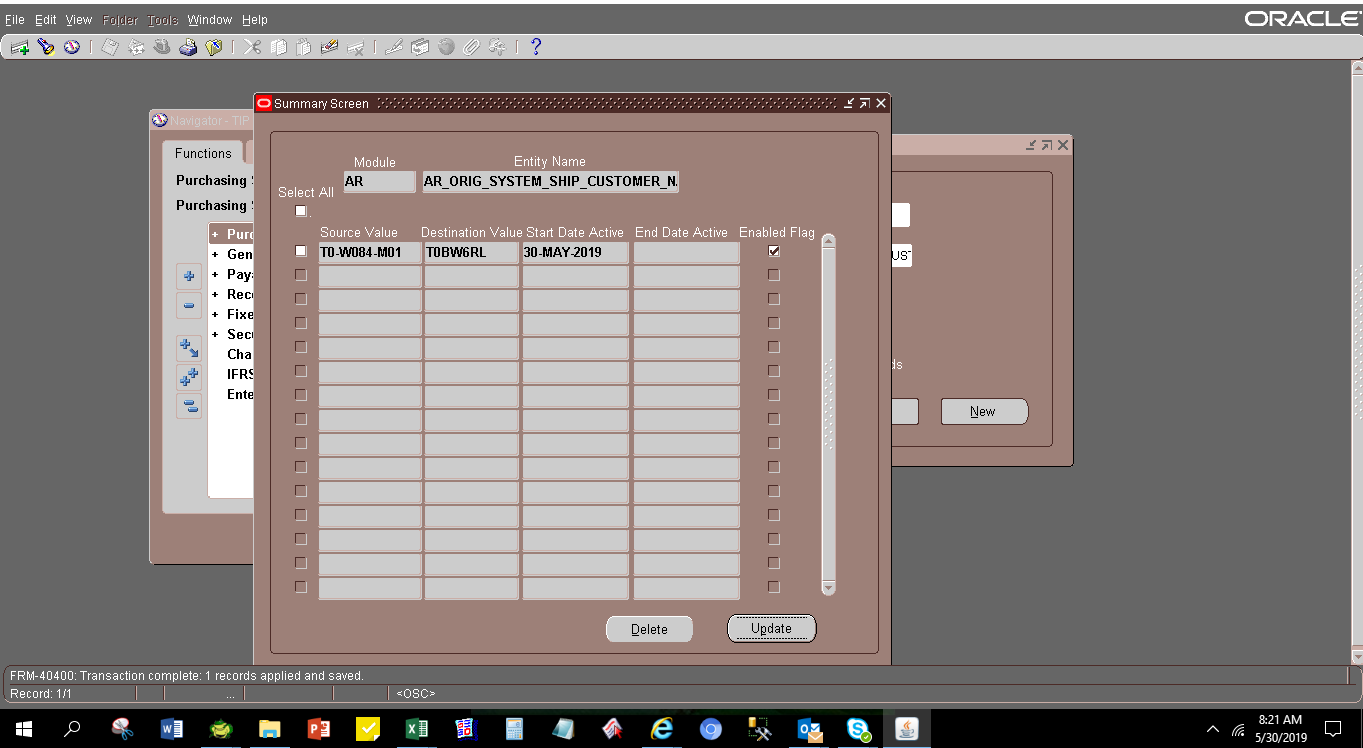 File Edit View Folder Tools Window Help
ORACLE
Summary Screen
Navigator - TIP
Functions
Purchasing
Purchasing
+ Purc
+ Gen
+ Pay
+ Rece
+ Fixe
+ Secu
Cha
IFRS
Ente
Module Entity Name
AR AR_ORIG_SYSTEM_SHIP_CUSTOMER_N
Select All
Source Value Destination Value Start Date Active End Date Active Enabled Flag
T0-W084-M01 T0BW6RL 30-MAY-2019
Delete Update
UST
ds
New
FRM-40400: Transaction complete: 1 records applied and saved.
Record: 1/1 ... <OSC>
8:21 AM
5/30/2019